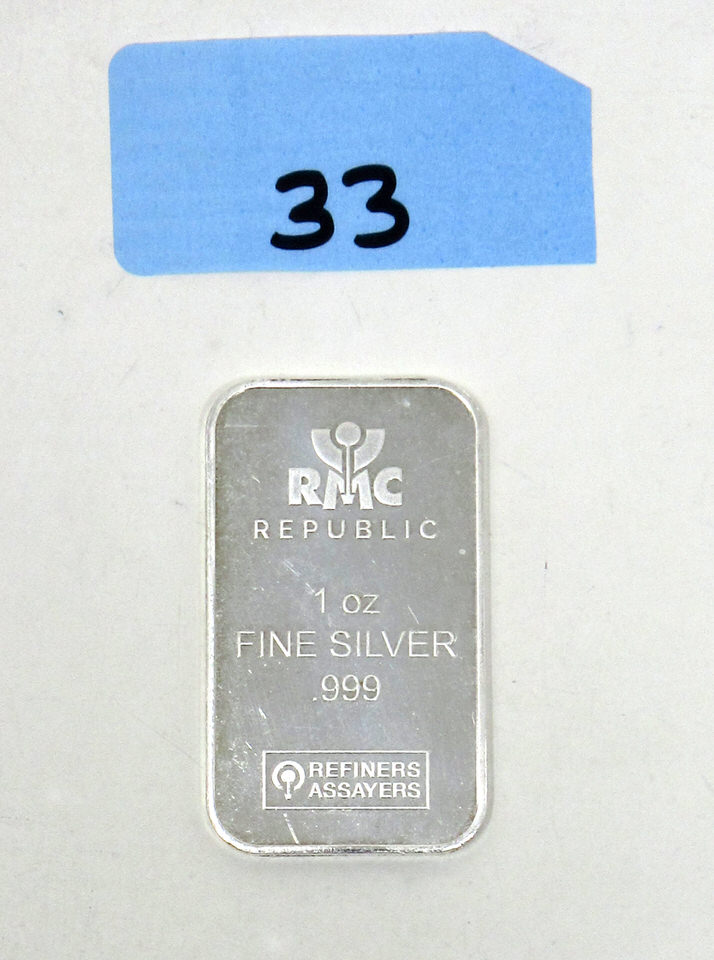 33
RMC
REPUBLIC
1 oz
FINE SILVER
.999
REFINERS
ASSAYERS